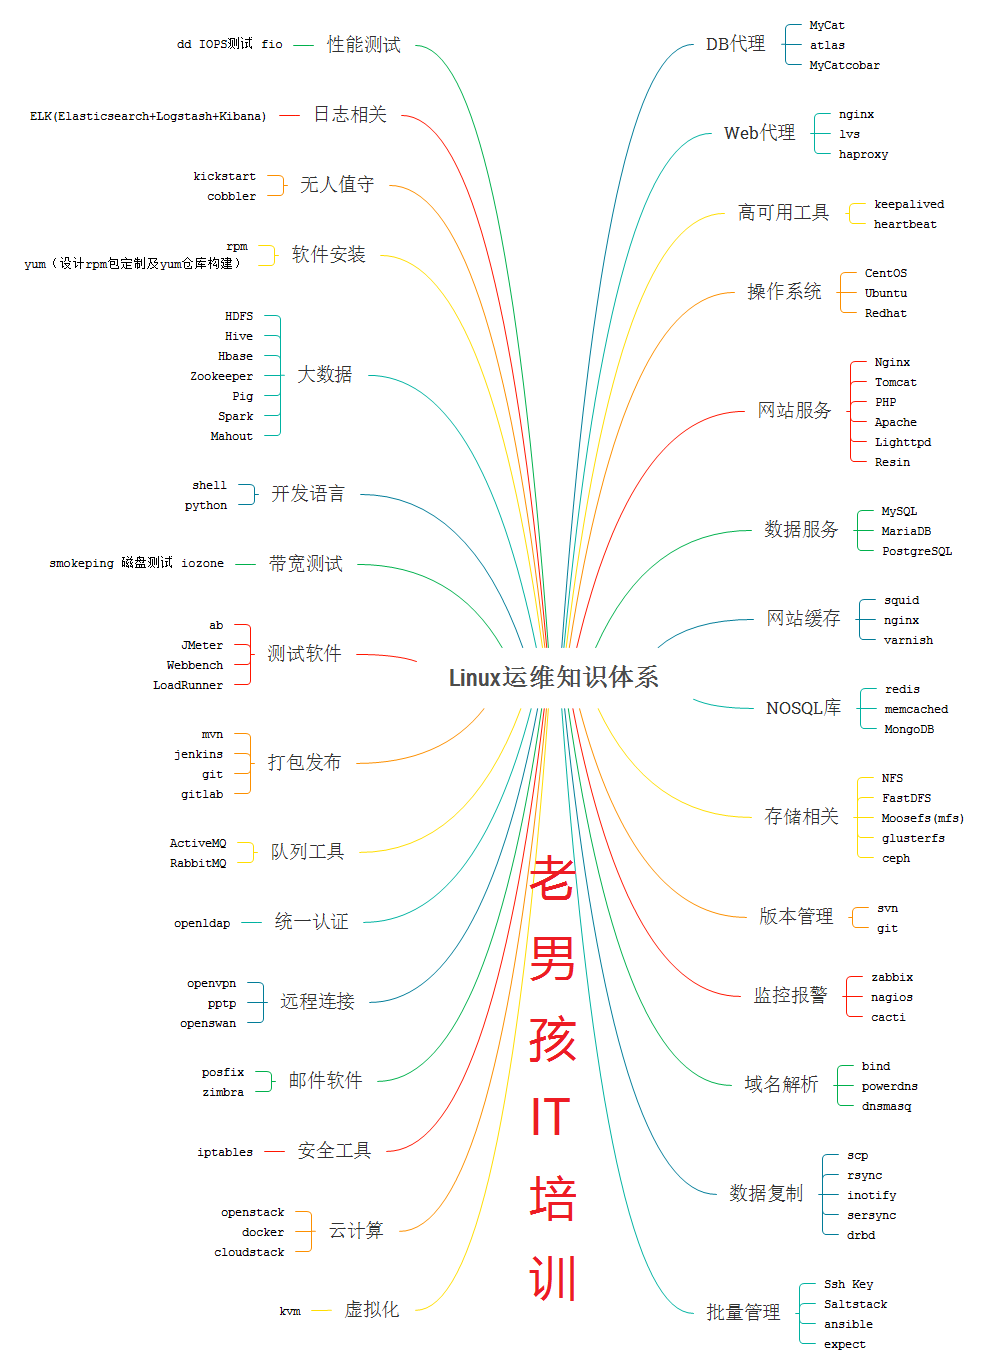 Linux运维知识体系
性能测试
dd IOPS测试 fio
日志相关
ELK(Elasticsearch+Logstash+Kibana)
无人值守
kickstart
cobbler
软件安装
rpm
yum（设计rpm包定制及yum仓库构建）
大数据
HDFS
Hive
Hbase
Zookeeper
Pig
Spark
Mahout
开发语言
shell
python
带宽测试
smokeping 磁盘测试 iozone
测试软件
ab
JMeter
Webbench
LoadRunner
打包发布
mvn
jenkins
git
gitlab
队列工具
ActiveMQ
RabbitMQ
统一认证
openldap
远程连接
openvpn
pptp
openswan
邮件软件
posfix
zimbra
安全工具
iptables
云计算
openstack
docker
cloudstack
虚拟化
kvm
DB代理
MyCat
atlas
MyCatcobar
Web代理
nginx
lvs
haproxy
高可用工具
keepalived
heartbeat
操作系统
CentOS
Ubuntu
Redhat
网站服务
Nginx
Tomcat
PHP
Apache
Lighttpd
Resin
数据服务
MySQL
MariaDB
PostgreSQL
网站缓存
squid
nginx
varnish
NOSQL库
redis
memcached
MongoDB
存储相关
NFS
FastDFS
Moosefs(mfs)
glusterfs
ceph
版本管理
svn
git
监控报警
zabbix
nagios
cacti
域名解析
bind
powerdns
dnsmasq
数据复制
scp
rsync
inotify
sersync
drbd
批量管理
Ssh Key
Saltstack
ansible
expect
老
男
孩
IT
培
训